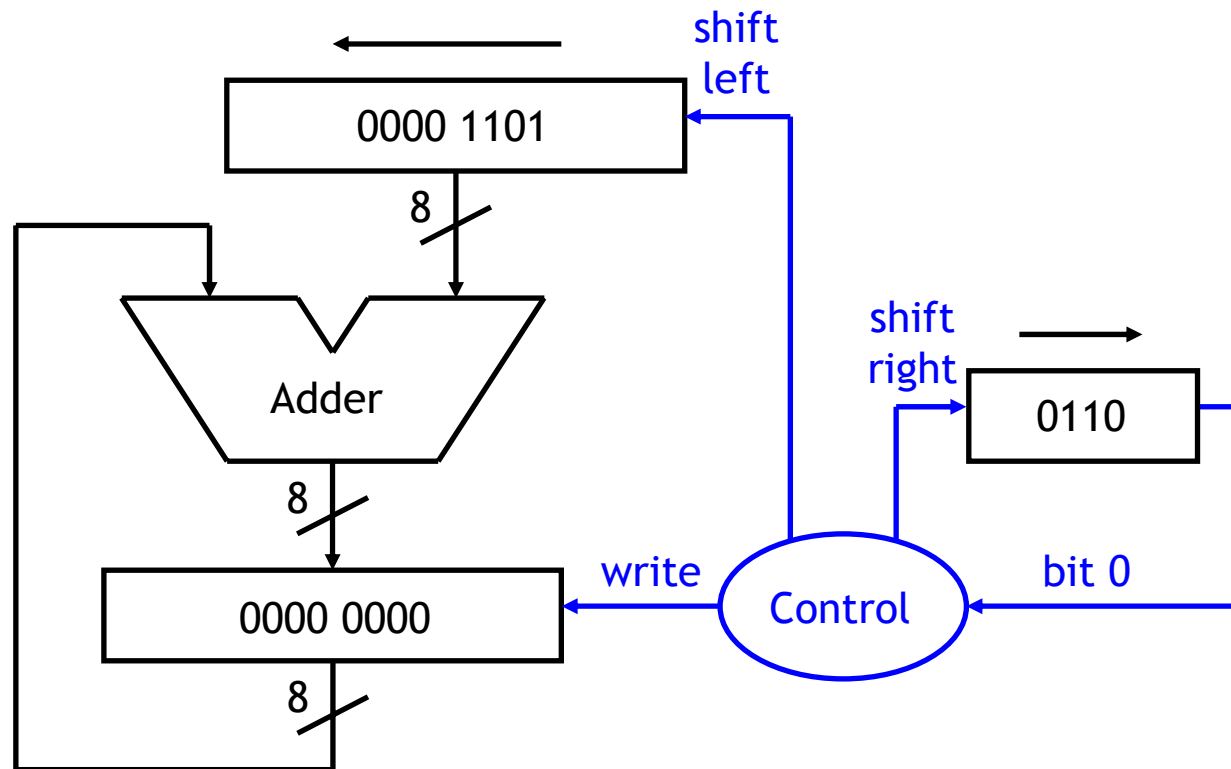 shift
left
0000 1101
8
shift
right
Adder
0110
8
write
bit 0
Control
0000 0000
8